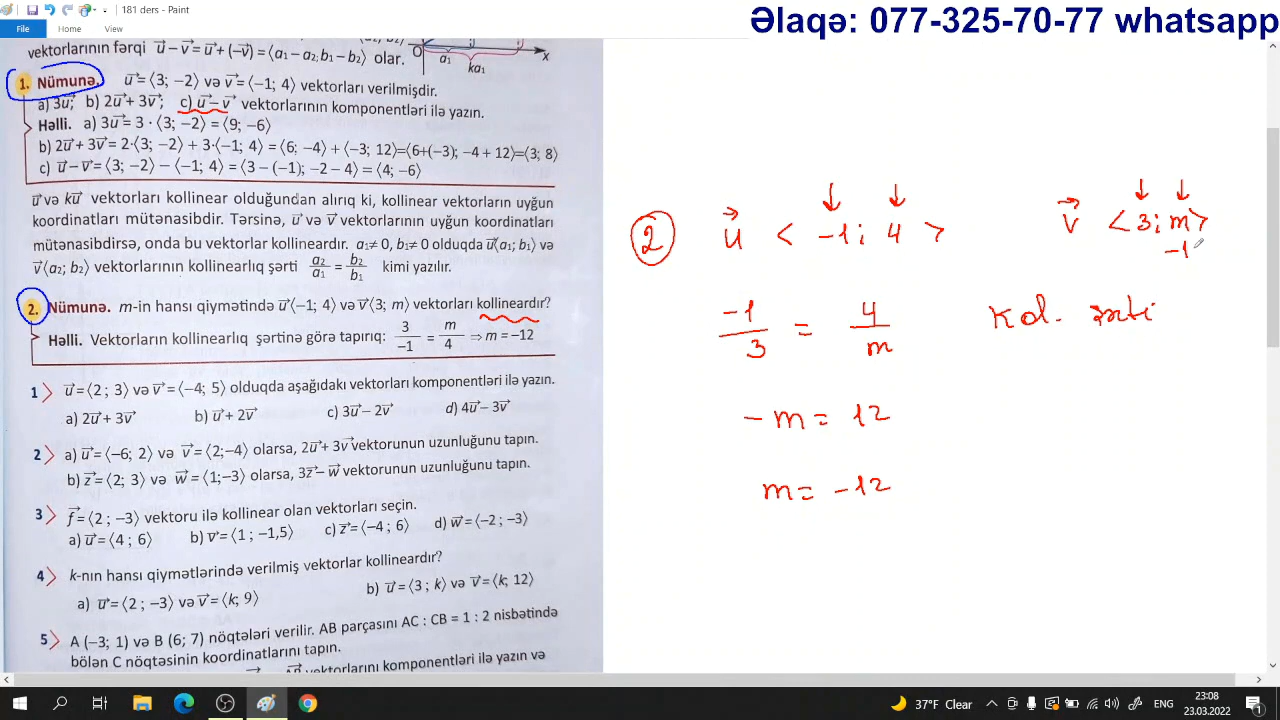 181 ders - Paint
Əlaqə: 077-325-70-77 whatsapp
File Home View
vektorlarının fərqi u⃗ − v⃗ = u⃗ + (−v⃗) = ⟨a₁ − a₂; b₁ − b₂⟩ olar.
O a₁ ka₁ x
1. Nümunə. u⃗ = ⟨3; −2⟩ və v⃗ = ⟨−1; 4⟩ vektorları verilmişdir.
a) 3u⃗; b) 2u⃗ + 3v⃗; c) u⃗ − v⃗ vektorlarının komponentləri ilə yazın.
Həlli. a) 3u⃗ = 3 · ⟨3; −2⟩ = ⟨9; −6⟩
b) 2u⃗ + 3v⃗ = 2·⟨3; −2⟩ + 3·⟨−1; 4⟩ = ⟨6; −4⟩ + ⟨−3; 12⟩=⟨6+(−3); −4 + 12⟩=⟨3; 8⟩
c) u⃗ − v⃗ = ⟨3; −2⟩ − ⟨−1; 4⟩ = ⟨3 − (−1); −2 − 4⟩ = ⟨4; −6⟩
u⃗ və ku⃗ vektorları kollinear olduğundan alırıq ki, kollinear vektorların uyğun
koordinatları mütənasibdir. Tərsinə, u⃗ və v⃗ vektorlarının uyğun koordinatları
mütənasibdirsə, onda bu vektorlar kollineardır. a₁≠ 0, b₁≠ 0 olduqda u⃗⟨a₁; b₁⟩ və
v⃗⟨a₂; b₂⟩ vektorlarının kollinearlıq şərti a₂/a₁ = b₂/b₁ kimi yazılır.
2. Nümunə. m-in hansı qiymətində u⃗⟨−1; 4⟩ və v⃗⟨3; m⟩ vektorları kollineardır?
Həlli. Vektorların kollinearlıq şərtinə görə tapırıq: 3/−1 = m/4 ⇒ m = −12
1 u⃗ = ⟨2 ; 3⟩ və v⃗ = ⟨−4; 5⟩ olduqda aşağıdakı vektorları komponentləri ilə yazın.
a) 2u⃗ + 3v⃗ b) u⃗ + 2v⃗ c) 3u⃗ − 2v⃗ d) 4u⃗ − 3v⃗
2 a) u⃗ = ⟨−6; 2⟩ və v⃗ = ⟨2;−4⟩ olarsa, 2u⃗ + 3v⃗ vektorunun uzunluğunu tapın.
b) z⃗ = ⟨2; 3⟩ və w⃗ = ⟨1;−3⟩ olarsa, 3z⃗ − w⃗ vektorunun uzunluğunu tapın.
3 f⃗ = ⟨2 ; −3⟩ vektoru ilə kollinear olan vektorları seçin.
a) u⃗ = ⟨4 ; 6⟩ b) v⃗ = ⟨1 ; −1,5⟩ c) z⃗ = ⟨−4 ; 6⟩ d) w⃗ = ⟨−2 ; −3⟩
4 k-nın hansı qiymətlərində verilmiş vektorlar kollineardır?
a) u⃗ = ⟨2 ; −3⟩ və v⃗ = ⟨k; 9⟩ b) u⃗ = ⟨3 ; k⟩ və v⃗ = ⟨k; 12⟩
5 A (−3; 1) və B (6; 7) nöqtələri verilir. AB parçasını AC : CB = 1 : 2 nisbətində
bölən C nöqtəsinin koordinatlarını tapın.
vektorlarını komponentləri ilə yazın və
2 u⃗ < −1; 4 > v⃗ < 3; m >
−1
−1/3 = 4/m kol. şərti
− m = 12
m = −12
37°F Clear ENG 23:08
23.03.2022
1